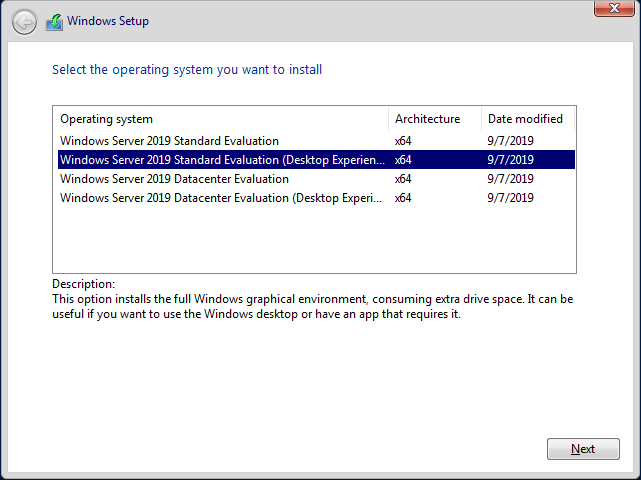 Windows Setup
Select the operating system you want to install
Operating system Architecture Date modified
Windows Server 2019 Standard Evaluation x64 9/7/2019
Windows Server 2019 Standard Evaluation (Desktop Experien... x64 9/7/2019
Windows Server 2019 Datacenter Evaluation x64 9/7/2019
Windows Server 2019 Datacenter Evaluation (Desktop Experi... x64 9/7/2019
Description:
This option installs the full Windows graphical environment, consuming extra drive space. It can be
useful if you want to use the Windows desktop or have an app that requires it.
Next